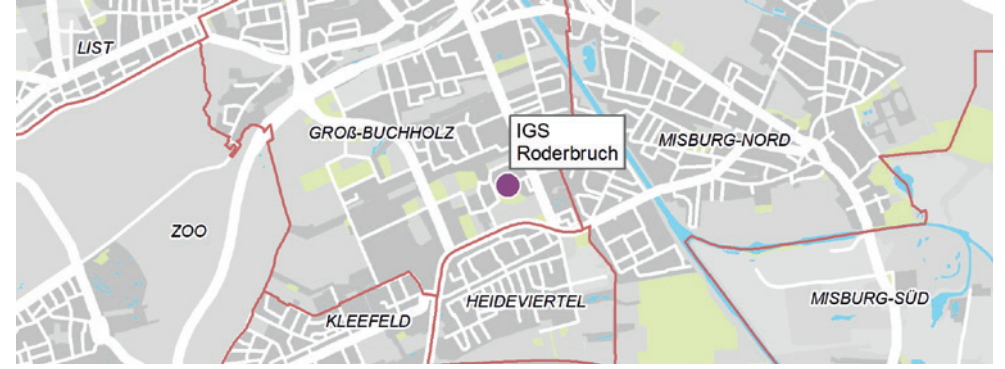 LIST
IGS
Roderbruch
GROß-BUCHHOLZ
MISBURG-NORD
ZOO
HEIDEVIERTEL
MISBURG-SÜD
KLEEFELD